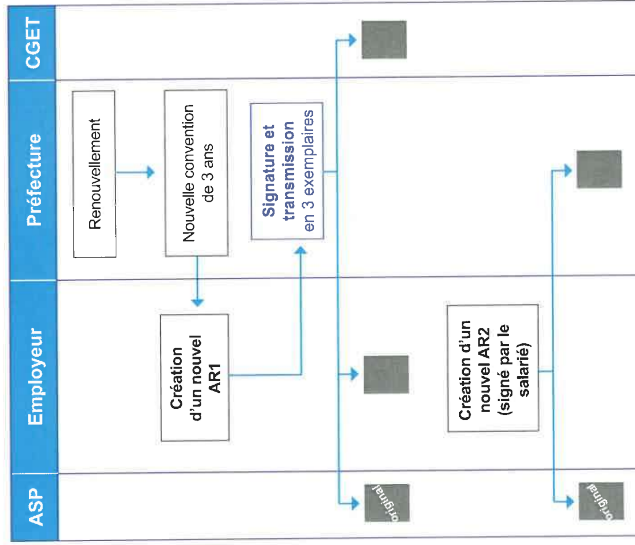 ASP
Employeur
Préfecture
CGET
Renouvellement
Nouvelle convention
de 3 ans
Création
d'un nouvel
AR1
Signature et
transmission
en 3 exemplaires
original
Création d'un
nouvel AR2
(signé par le
salarié)
original